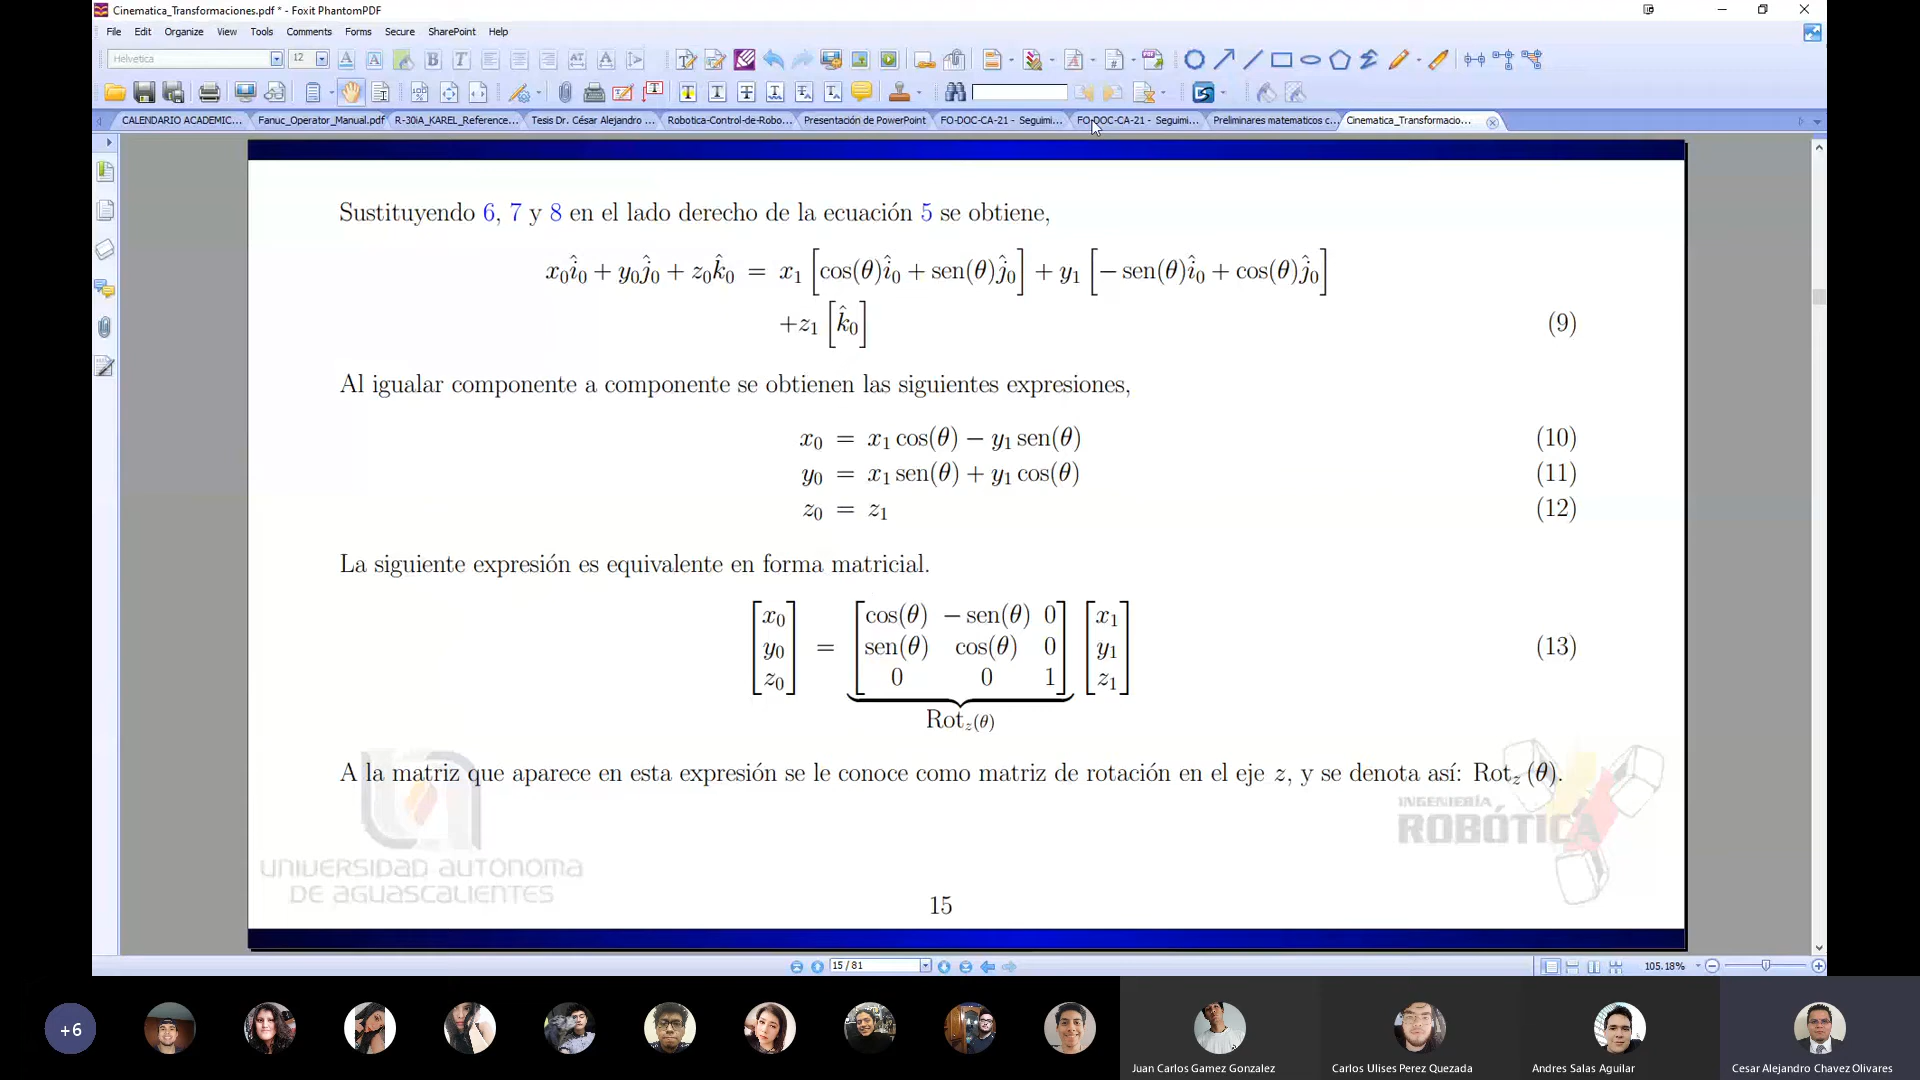 Cinematica_Transformaciones.pdf * - Foxit PhantomPDF
File Edit Organize View Tools Comments Forms Secure SharePoint Help
Helvetica 12
CALENDARIO ACADEMIC... Fanuc_Operator_Manual.pdf R-30iA_KAREL_Reference... Tesis Dr. César Alejandro ... Robotica-Control-de-Robo... Presentación de PowerPoint FO-DOC-CA-21 - Seguimi... FO-DOC-CA-21 - Seguimi... Preliminares matematicos c... Cinematica_Transformacio...
Sustituyendo 6, 7 y 8 en el lado derecho de la ecuación 5 se obtiene,
x₀î₀ + y₀ĵ₀ + z₀k̂₀ = x₁ [cos(θ)î₀ + sen(θ)ĵ₀] + y₁ [− sen(θ)î₀ + cos(θ)ĵ₀]
+z₁ [k̂₀] (9)
Al igualar componente a componente se obtienen las siguientes expresiones,
x₀ = x₁ cos(θ) − y₁ sen(θ) (10)
y₀ = x₁ sen(θ) + y₁ cos(θ) (11)
z₀ = z₁ (12)
La siguiente expresión es equivalente en forma matricial.
[x₀] [cos(θ) − sen(θ) 0] [x₁]
[y₀] = [sen(θ) cos(θ) 0] [y₁] (13)
[z₀] [0 0 1] [z₁]
Rot_z(θ)
A la matriz que aparece en esta expresión se le conoce como matriz de rotación en el eje z, y se denota así: Rot_z (θ).
INGENIERÍA
ROBÓTICA
UNIVERSIDAD AUTONOMA
DE AGUASCALIENTES
15
15 / 81 105.18%
+6
Juan Carlos Gamez Gonzalez Carlos Ulises Perez Quezada Andres Salas Aguilar Cesar Alejandro Chavez Olivares